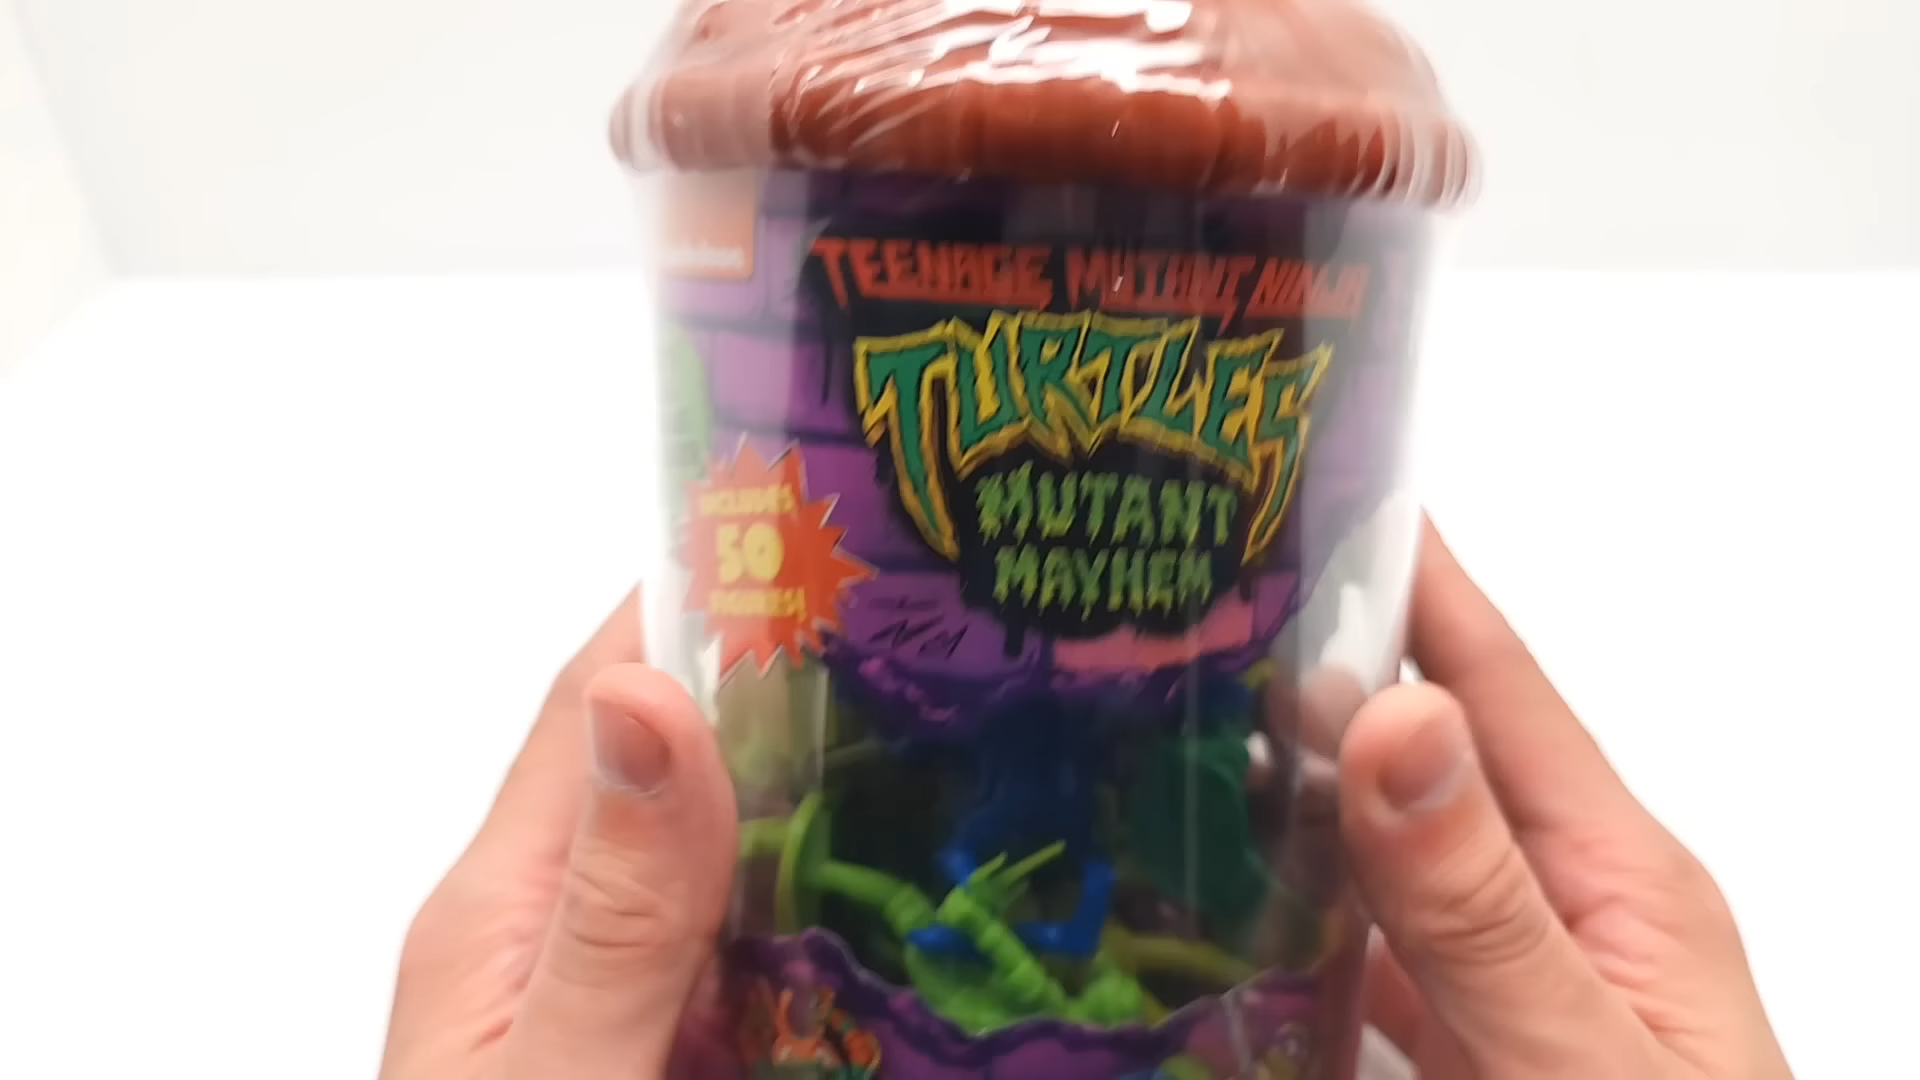 TEENAGE MUTANT NINJA
TURTLES
MUTANT
MAYHEM
INCLUDES
50
FIGURES!